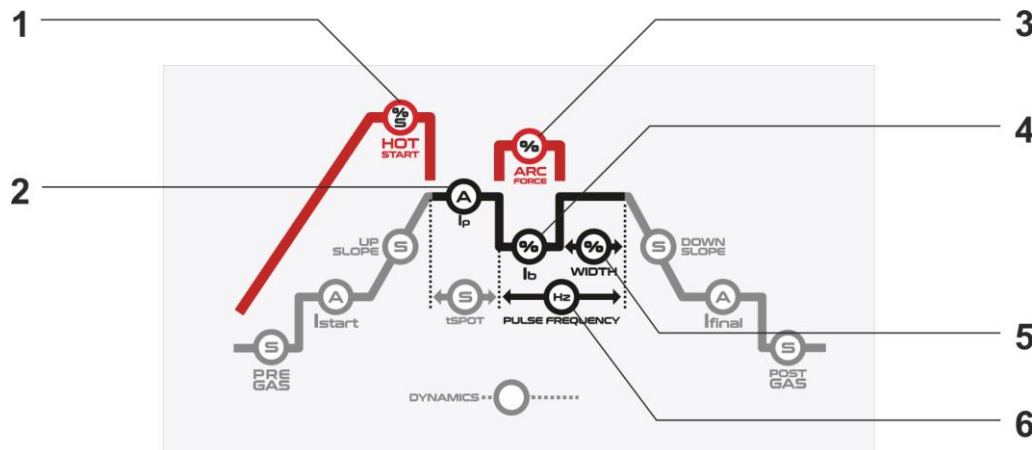 1
3
%
S
HOT
START
%
ARC
FORCE
4
2
A
Ip
UP
SLOPE
S
%
Ib
%
WIDTH
S
DOWN
SLOPE
A
Istart
S
tSPOT
Hz
PULSE FREQUENCY
A
Ifinal
5
S
PRE
GAS
S
POST
GAS
DYNAMICS
6